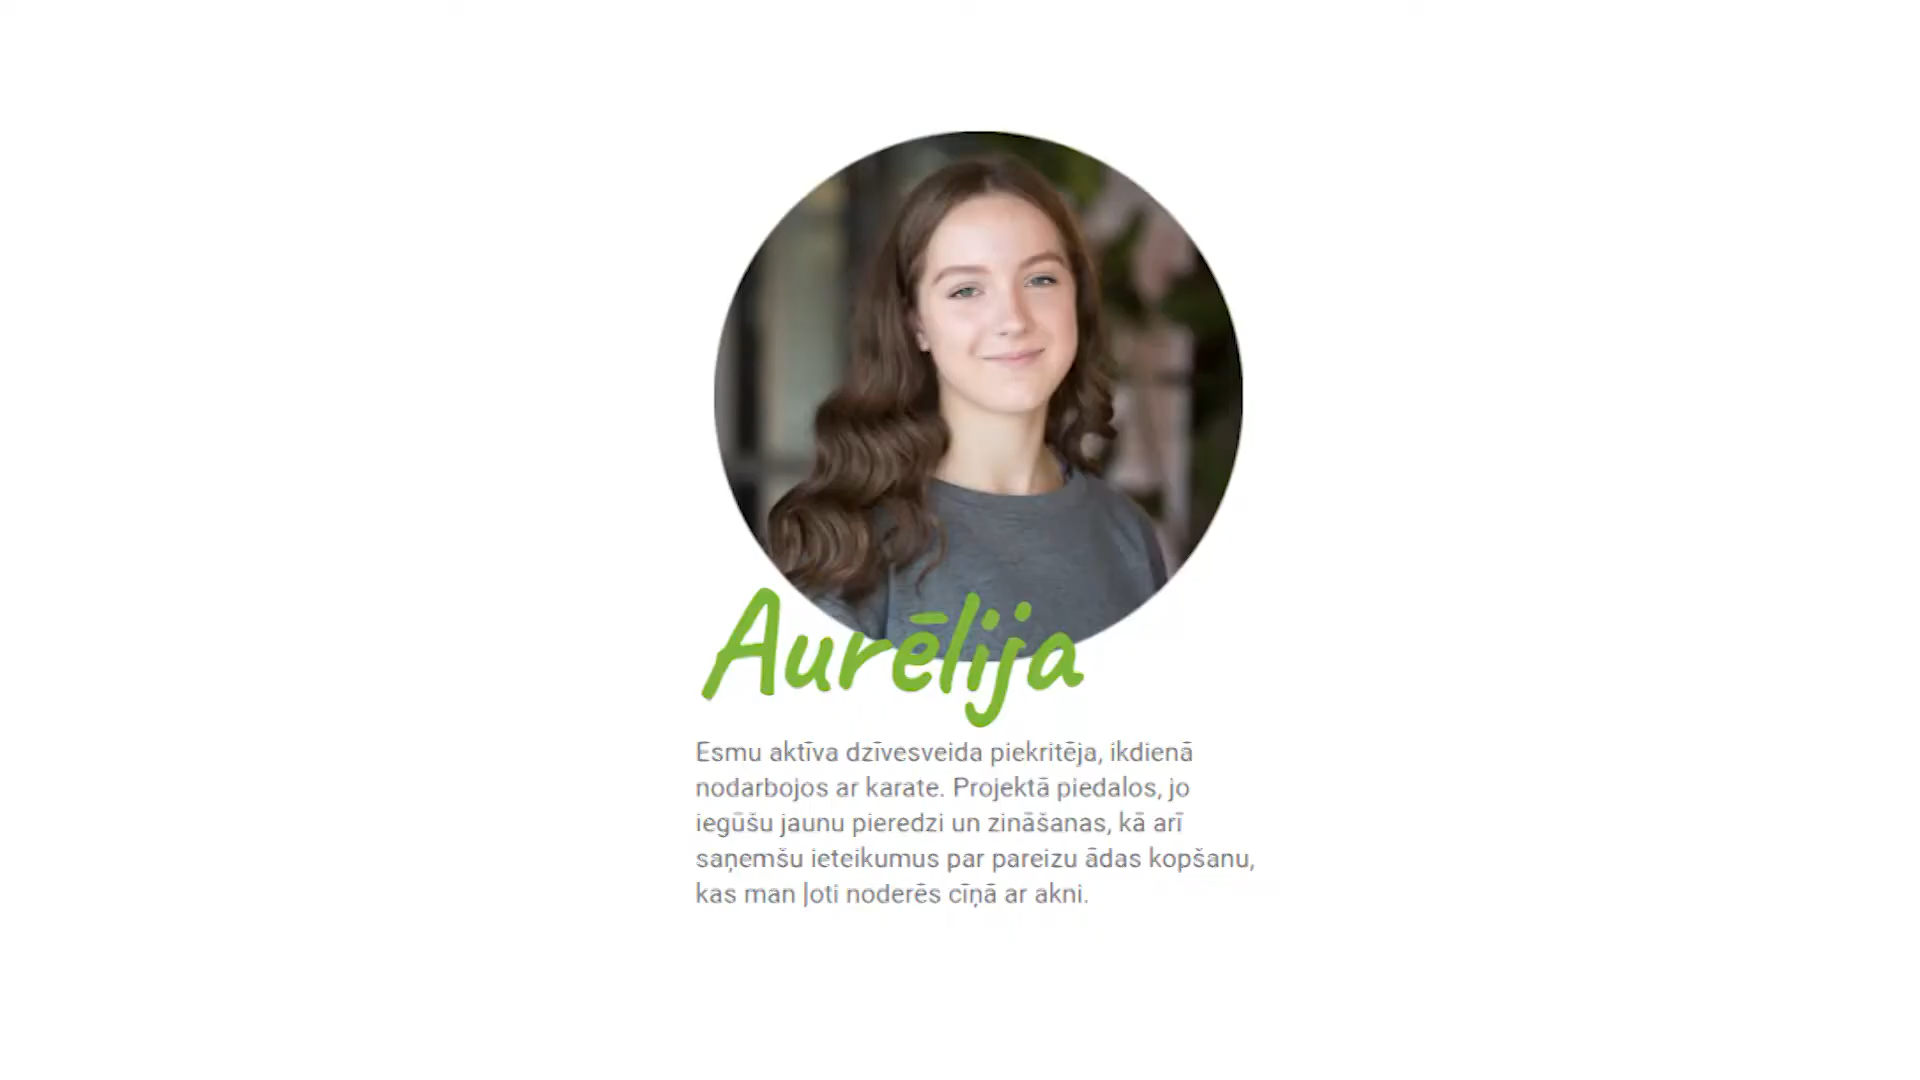 Aurēlija
Esmu aktīva dzīvesveida piekritēja, ikdienā
nodarbojos ar karate. Projektā piedalos, jo
iegūšu jaunu pieredzi un zināšanas, kā arī
saņemšu ieteikumus par pareizu ādas kopšanu,
kas man ļoti noderēs cīņā ar akni.